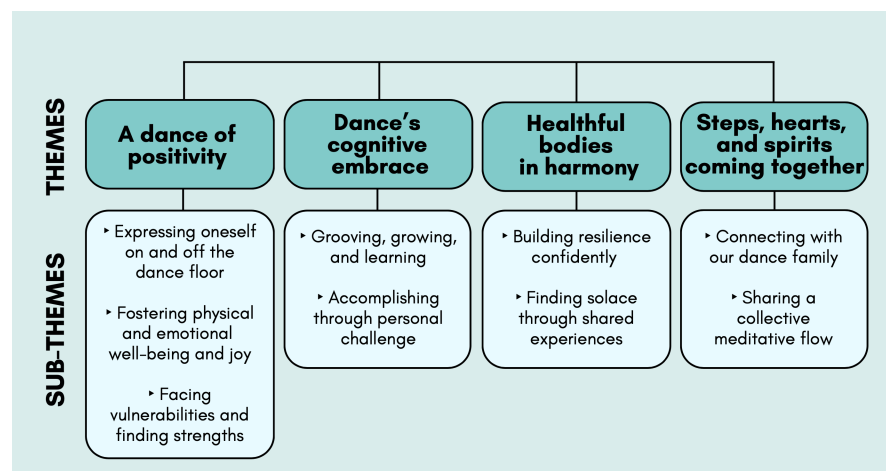 THEMES
A dance of
positivity
Dance’s
cognitive
embrace
Healthful
bodies
in harmony
Steps, hearts,
and spirits
coming together
SUB-THEMES
‣ Expressing oneself
on and off the
dance floor
‣ Fostering physical
and emotional
well-being and joy
‣ Facing
vulnerabilities and
finding strengths
‣ Grooving, growing,
and learning
‣ Accomplishing
through personal
challenge
‣ Building resilience
confidently
‣ Finding solace
through shared
experiences
‣ Connecting with
our dance family
‣ Sharing a
collective
meditative flow